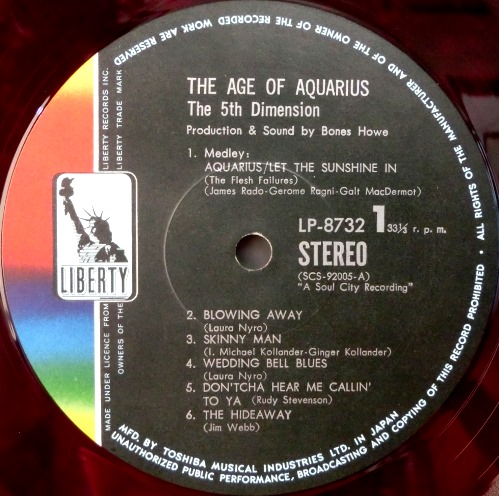 THE AGE OF AQUARIUS
The 5th Dimension
Production & Sound by Bones Howe
1. Medley:
AQUARIUS/LET THE SUNSHINE IN
(The Flesh Failures)
(James Rado-Gerome Ragni-Galt MacDermot)
LP-8732 1 33⅓ r. p. m.
STEREO
(SCS-92005-A)
"A Soul City Recording"
LIBERTY
2. BLOWING AWAY
(Laura Nyro)
3. SKINNY MAN
(I. Michael Kollander-Ginger Kollander)
4. WEDDING BELL BLUES
(Laura Nyro)
5. DON'TCHA HEAR ME CALLIN'
TO YA (Rudy Stevenson)
6. THE HIDEAWAY
(Jim Webb)
MADE UNDER LICENCE FROM LIBERTY RECORDS INC.
OWNERS OF THE LIBERTY TRADE MARK
ALL RIGHTS OF THE MANUFACTURER AND OF THE OWNER OF THE RECORDED WORK ARE RESERVED
UNAUTHORIZED PUBLIC PERFORMANCE, BROADCASTING AND COPYING OF THIS RECORD PROHIBITED •
MFD. BY TOSHIBA MUSICAL INDUSTRIES LTD. IN JAPAN